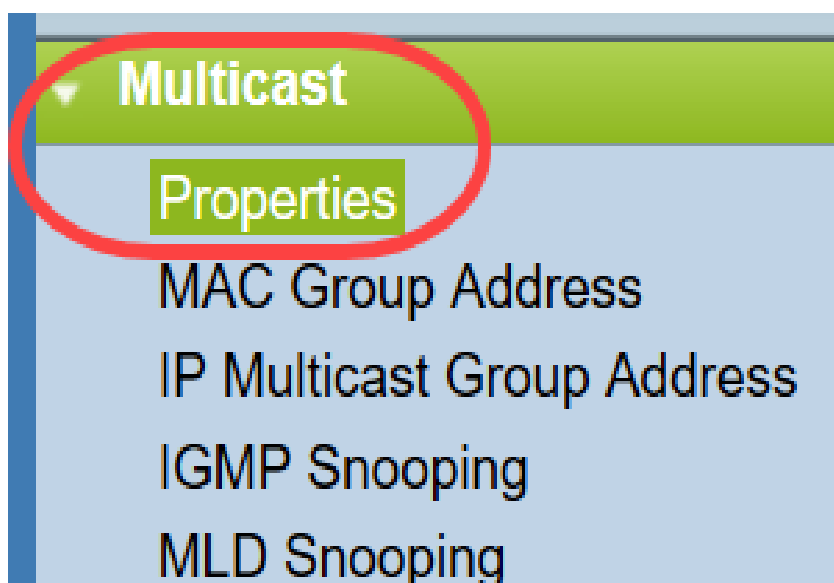 Multicast
Properties
MAC Group Address
IP Multicast Group Address
IGMP Snooping
MLD Snooping